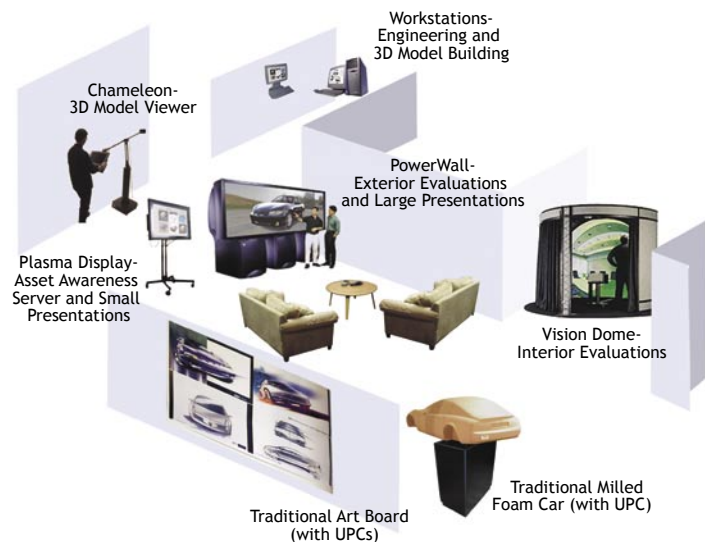 Workstations-
Engineering and
3D Model Building
Chameleon-
3D Model Viewer
PowerWall-
Exterior Evaluations
and Large Presentations
Plasma Display-
Asset Awareness
Server and Small
Presentations
Vision Dome-
Interior Evaluations
Traditional Milled
Foam Car (with UPC)
Traditional Art Board
(with UPCs)